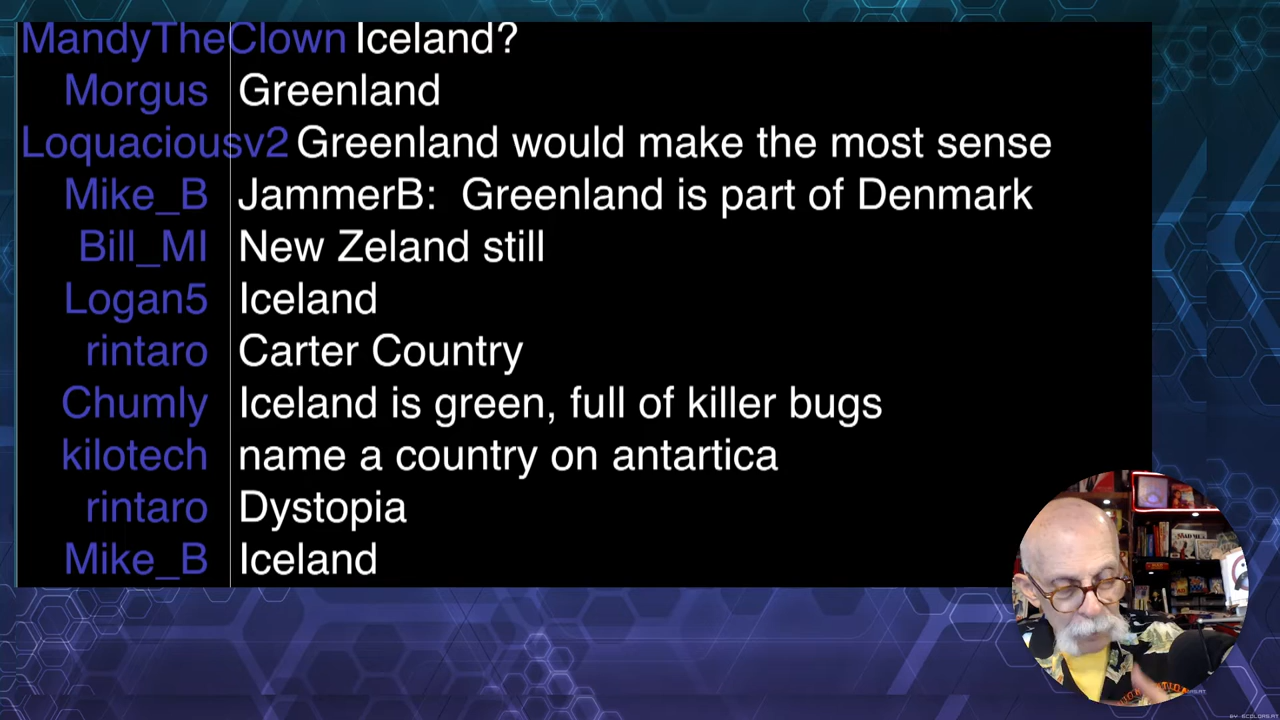 MandyTheClown Iceland?
Morgus Greenland
Loquaciousv2 Greenland would make the most sense
Mike_B JammerB:  Greenland is part of Denmark
Bill_MI New Zeland still
Logan5 Iceland
rintaro Carter Country
Chumly Iceland is green, full of killer bugs
kilotech name a country on antartica
rintaro Dystopia
Mike_B Iceland